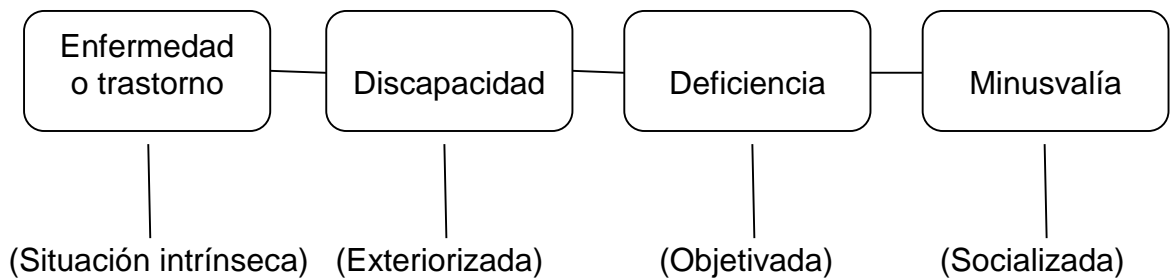 Enfermedad
o trastorno
Discapacidad
Deficiencia
Minusvalía
(Situación intrínseca)
(Exteriorizada)
(Objetivada)
(Socializada)